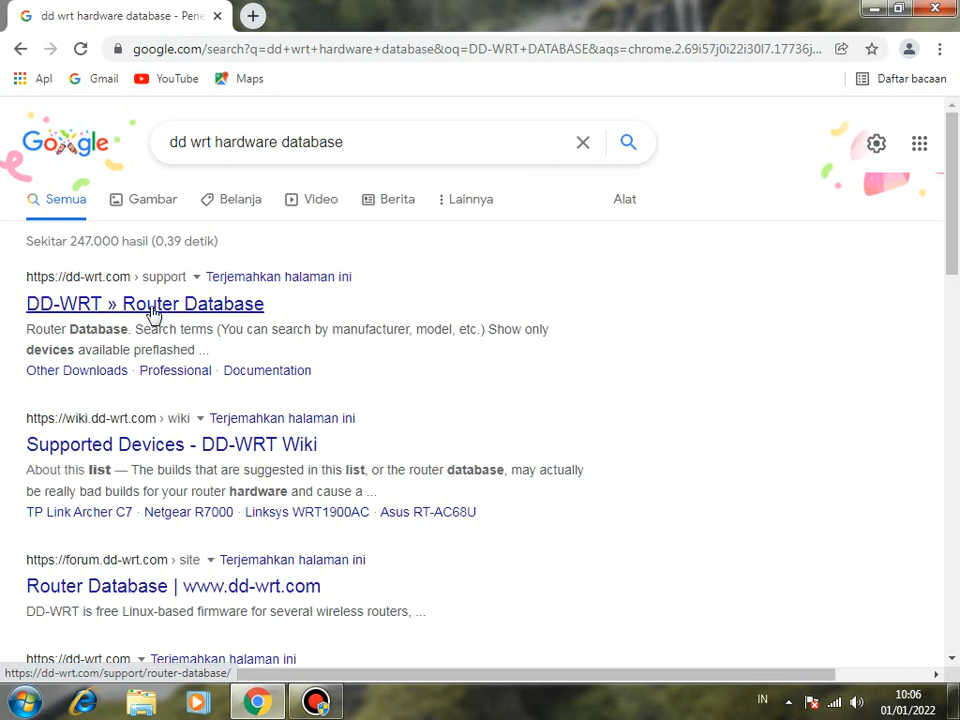 dd wrt hardware database - Pene
google.com/search?q=dd+wrt+hardware+database&oq=DD-WRT+DATABASE&aqs=chrome.2.69i57j0i22i30l7.17736j...
Apl
Gmail
YouTube
Maps
Daftar bacaan
Google
dd wrt hardware database
Semua
Gambar
Belanja
Video
Berita
Lainnya
Alat
Sekitar 247.000 hasil (0,39 detik)
https://dd-wrt.com › support
Terjemahkan halaman ini
DD-WRT » Router Database
Router Database. Search terms (You can search by manufacturer, model, etc.) Show only
devices available preflashed ...
Other Downloads · Professional · Documentation
https://wiki.dd-wrt.com › wiki
Terjemahkan halaman ini
Supported Devices - DD-WRT Wiki
About this list — The builds that are suggested in this list, or the router database, may actually
be really bad builds for your router hardware and cause a ...
TP Link Archer C7 · Netgear R7000 · Linksys WRT1900AC · Asus RT-AC68U
https://forum.dd-wrt.com › site
Terjemahkan halaman ini
Router Database | www.dd-wrt.com
DD-WRT is free Linux-based firmware for several wireless routers, ...
https://dd-wrt.com
Terjemahkan halaman ini
https://dd-wrt.com/support/router-database/
IN
10:06
01/01/2022